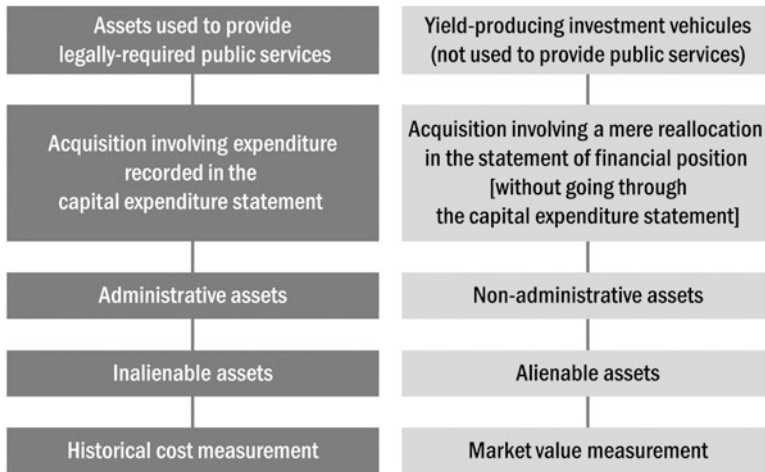 Assets used to provide
legally-required public services
Acquisition involving expenditure
recorded in the
capital expenditure statement
Administrative assets
Inalienable assets
Historical cost measurement
Yield-producing investment vehicules
(not used to provide public services)
Acquisition involving a mere reallocation
in the statement of financial position
[without going through
the capital expenditure statement]
Non-administrative assets
Alienable assets
Market value measurement